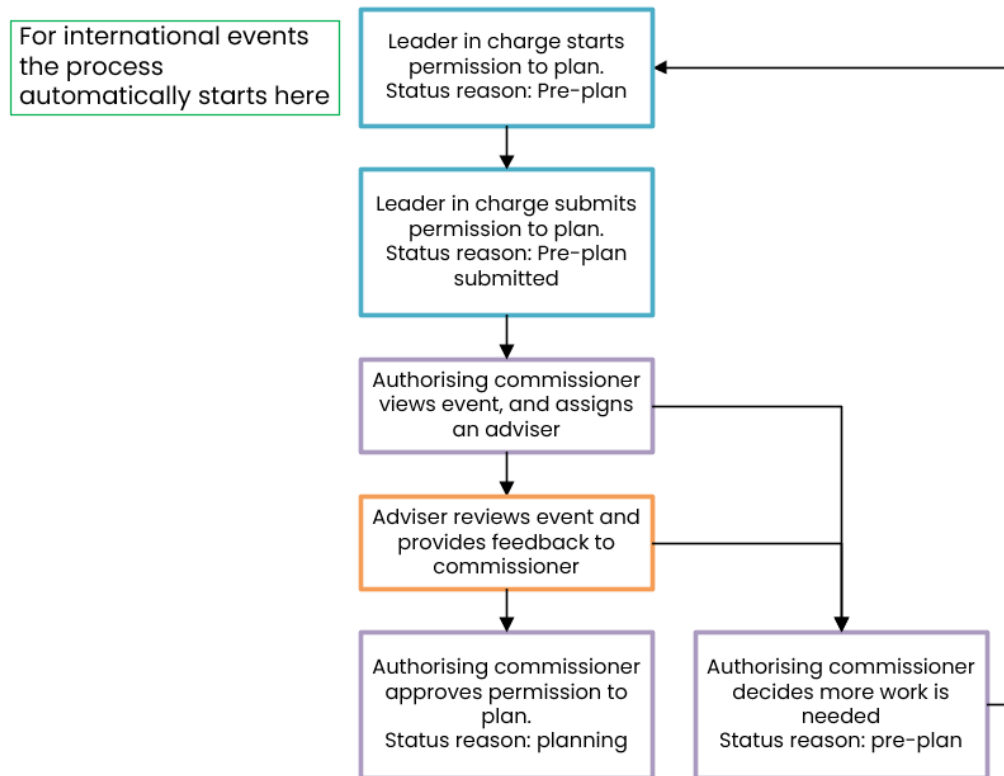 For international events
the process
automatically starts here
Leader in charge starts
permission to plan.
Status reason: Pre-plan
Leader in charge submits
permission to plan.
Status reason: Pre-plan
submitted
Authorising commissioner
views event, and assigns
an adviser
Adviser reviews event and
provides feedback to
commissioner
Authorising commissioner
approves permission to
plan.
Status reason: planning
Authorising commissioner
decides more work is
needed
Status reason: pre-plan